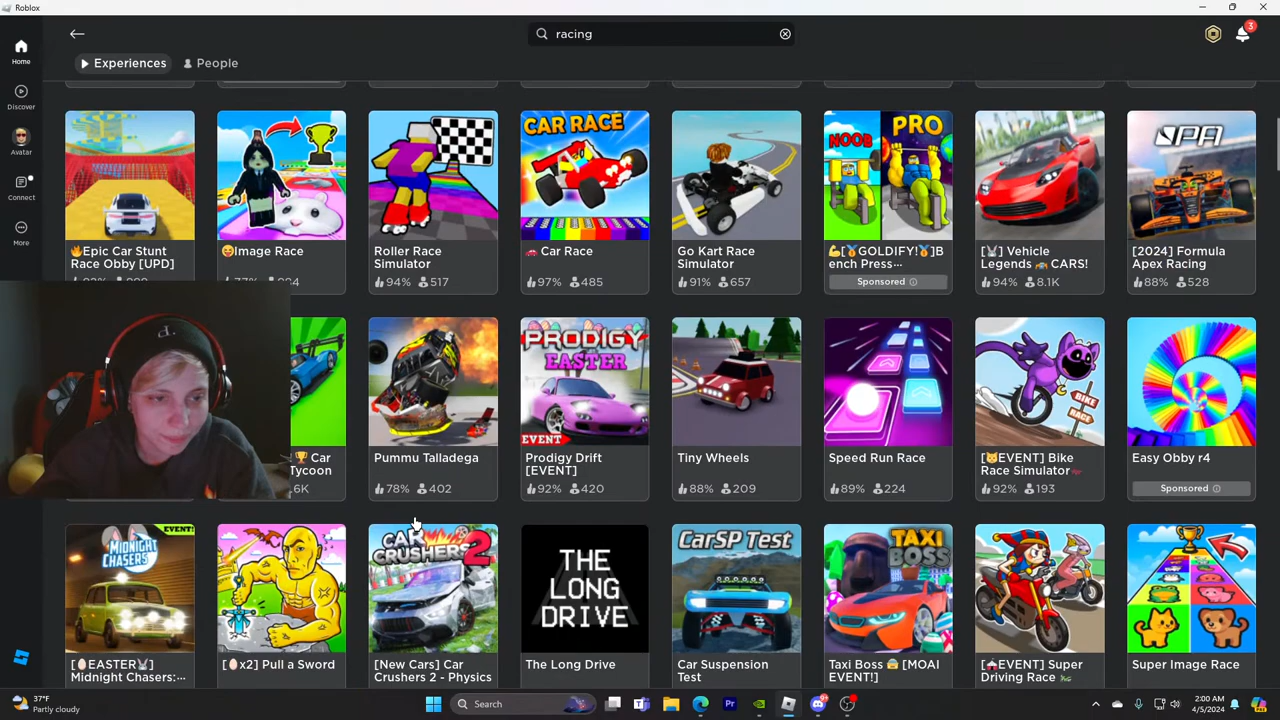 Roblox
racing
3
Home
Discover
Avatar
Connect
More
Experiences
People
🔥Epic Car Stunt
Race Obby [UPD]
😄Image Race
Roller Race
Simulator
94% 517
CAR RACE
🚗 Car Race
97% 485
Go Kart Race
Simulator
91% 657
NOOB
PRO
💪[🥇GOLDIFY!🥇]B
ench Press...
Sponsored
[🐰] Vehicle
Legends 🚓 CARS!
94% 8.1K
PA
[2024] Formula
Apex Racing
88% 528
🏆 Car
Tycoon
6K
Pummu Talladega
78% 402
PRODIGY
EASTER
EVENT
Prodigy Drift
[EVENT]
92% 420
Tiny Wheels
88% 209
Speed Run Race
89% 224
BIKE
RACE
EVENT] Bike
Race Simulator
92% 193
Easy Obby r4
Sponsored
EVENT!
MIDNIGHT
CHASERS
[🥚EASTER🐰]
Midnight Chasers:...
[🥚x2] Pull a Sword
CAR
CRUSHERS
2
[New Cars] Car
Crushers 2 - Physics
THE
LONG
DRIVE
The Long Drive
CarSP Test
Car Suspension
Test
TAXI
BOSS
Taxi Boss 🗿 [MOAI
EVENT!]
EVENT] Super
Driving Race
Super Image Race
37°F
Partly cloudy
Search
Pr
2:00 AM
4/5/2024